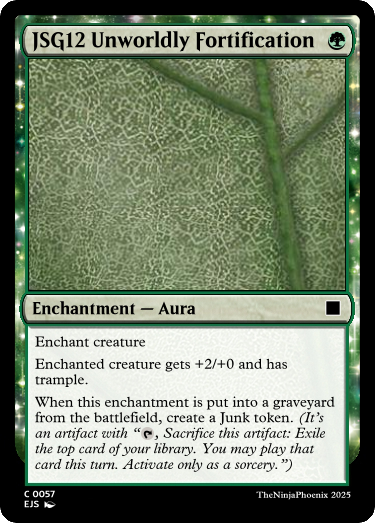 JSG12 Unworldly Fortification
Enchantment — Aura
Enchant creature
Enchanted creature gets +2/+0 and has
trample.
When this enchantment is put into a graveyard
from the battlefield, create a Junk token. (It's
an artifact with “, Sacrifice this artifact: Exile
the top card of your library. You may play that
card this turn. Activate only as a sorcery.”)
C 0057
EJS
TheNinjaPhoenix 2025